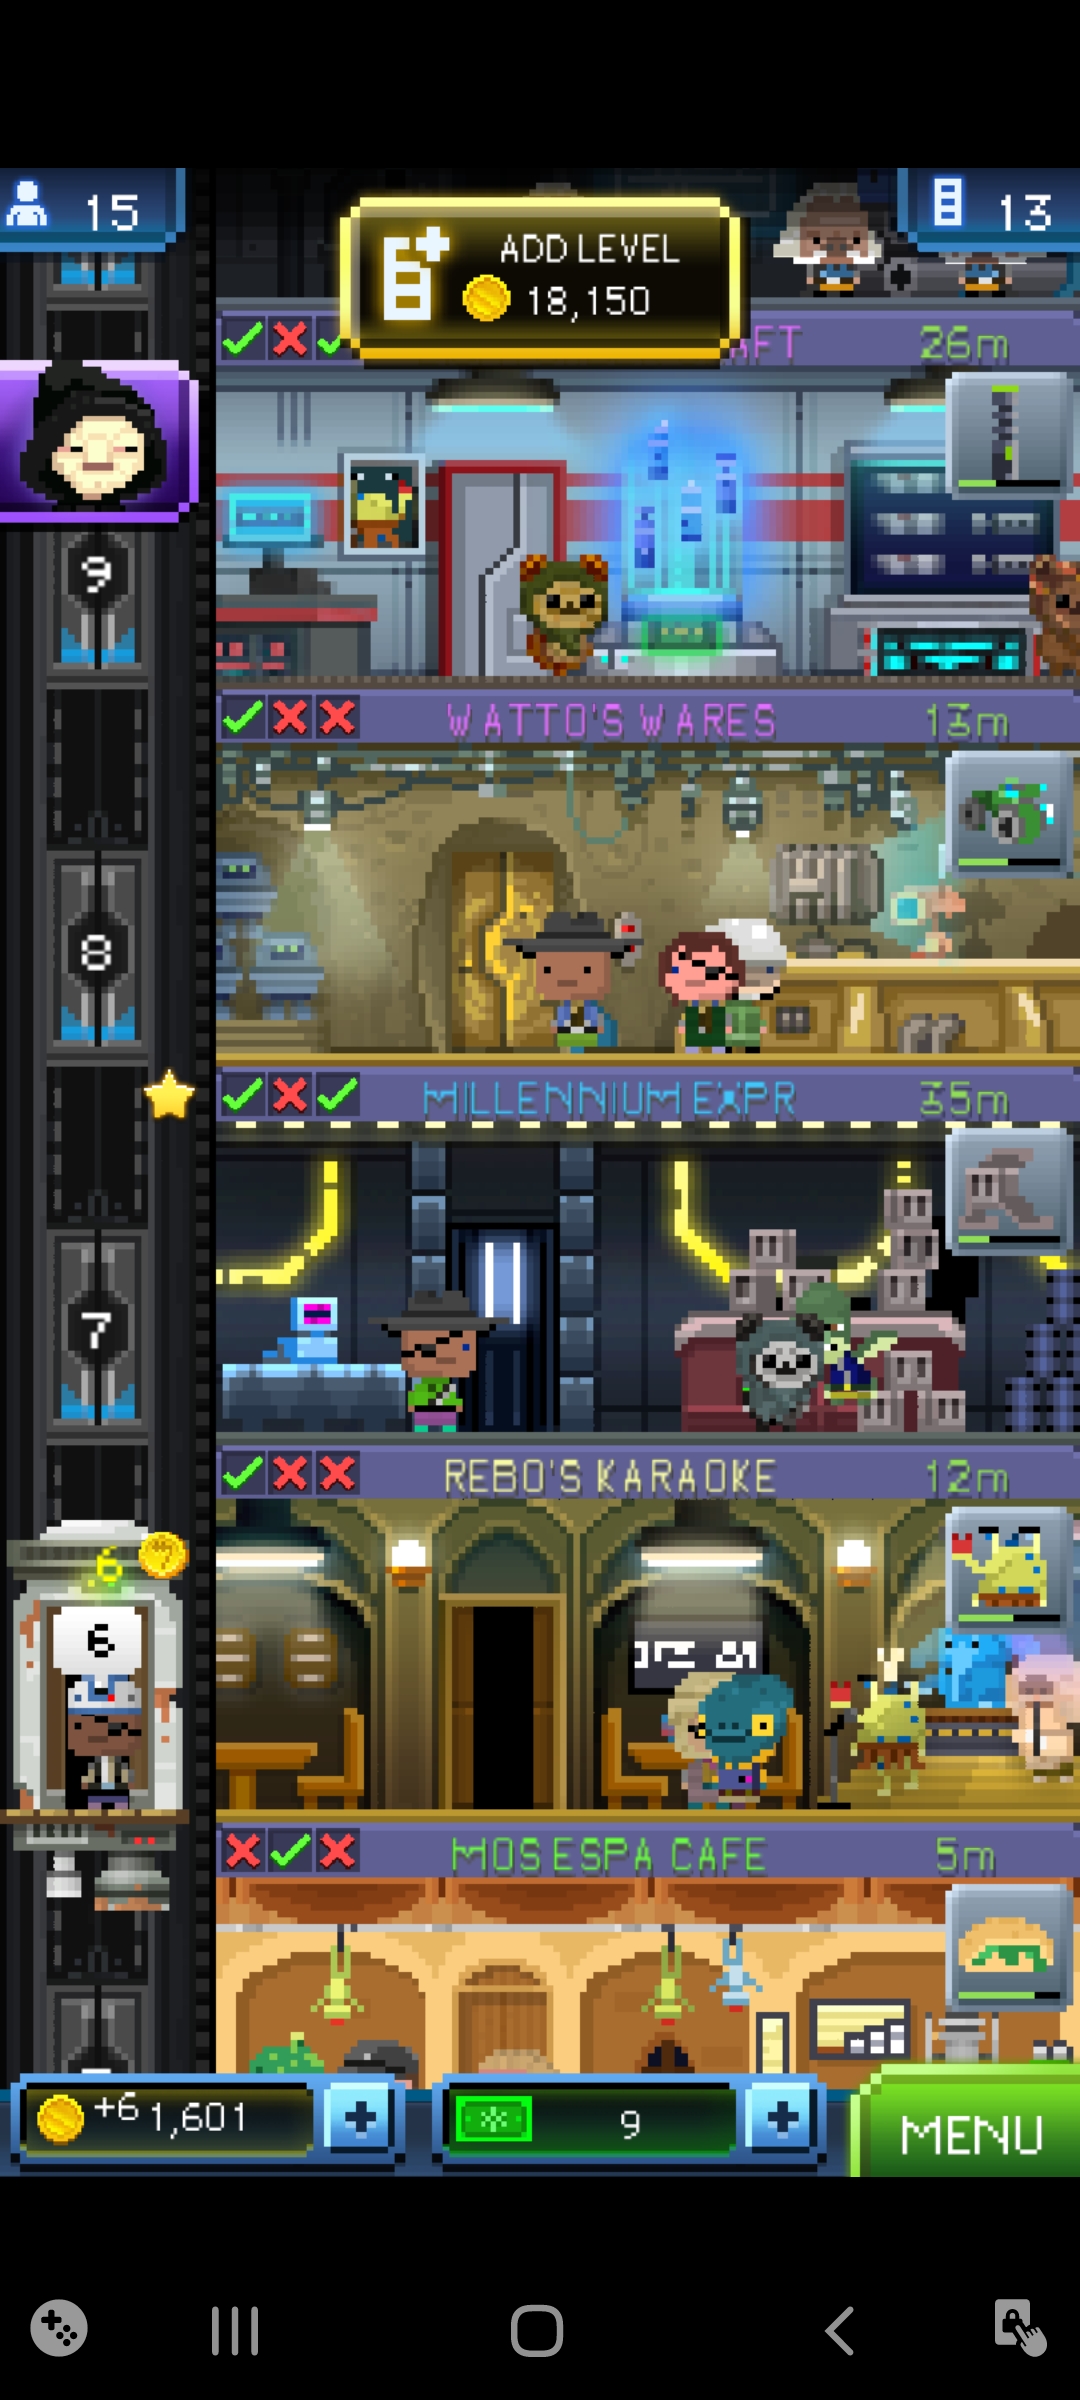 15
13
ADD LEVEL
18,150
26m
9
WATTO'S WARES 13m
8
MILLENNIUM EXPR 35m
7
REBO'S KARAOKE 12m
6
6
MOS ESPA CAFE 5m
+6 1,601
9
MENU